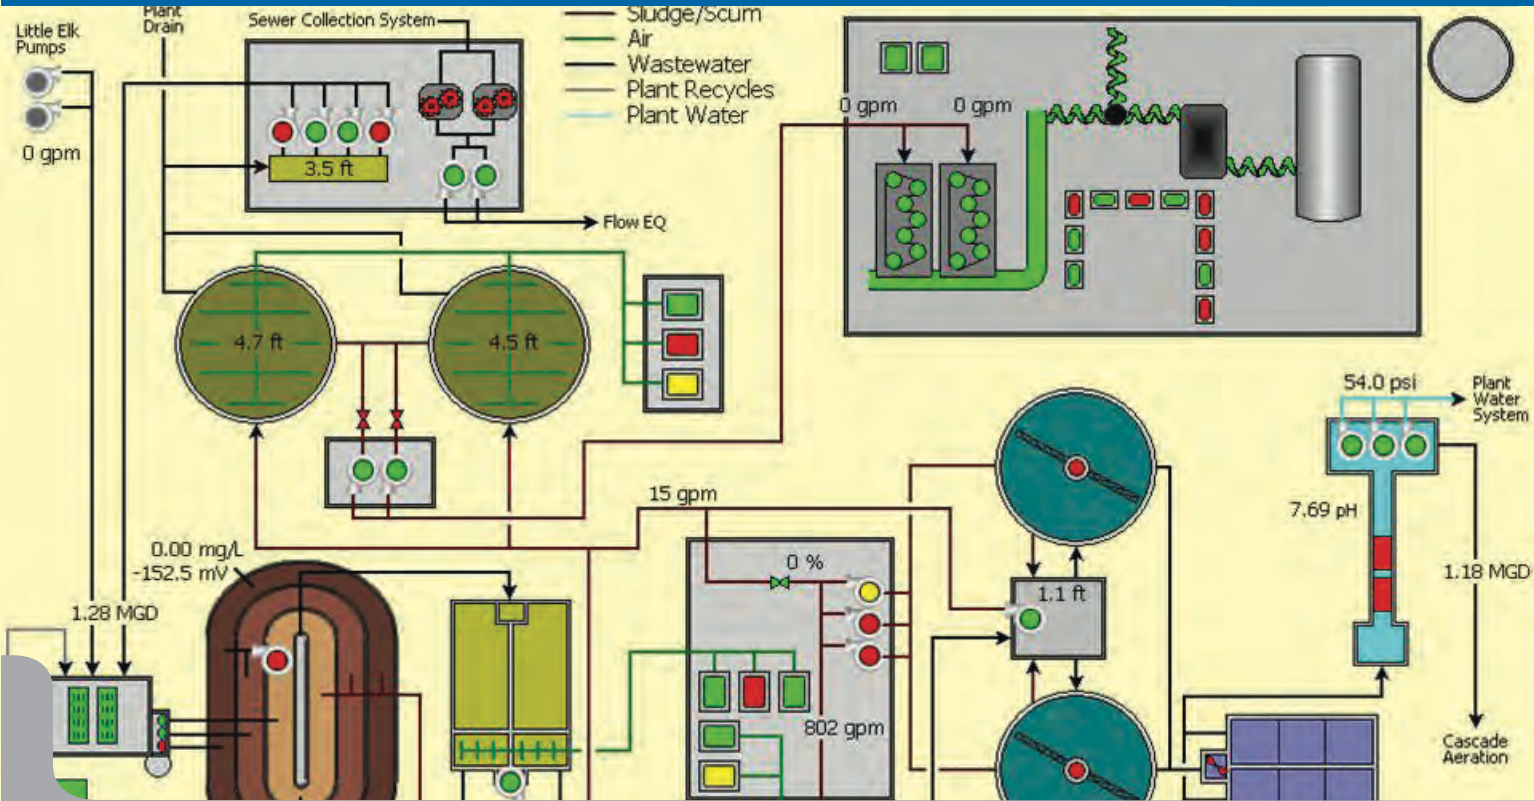 Plant
Drain
Little Elk
Pumps
0 gpm
Sewer Collection System
3.5 ft
Flow EQ
Sludge/Scum
Air
Wastewater
Plant Recycles
Plant Water
0 gpm
0 gpm
4.7 ft
4.5 ft
54.0 psi
Plant
Water
System
7.69 pH
15 gpm
0.00 mg/L
-152.5 mV
0 %
1.1 ft
1.18 MGD
1.28 MGD
802 gpm
Cascade
Aeration